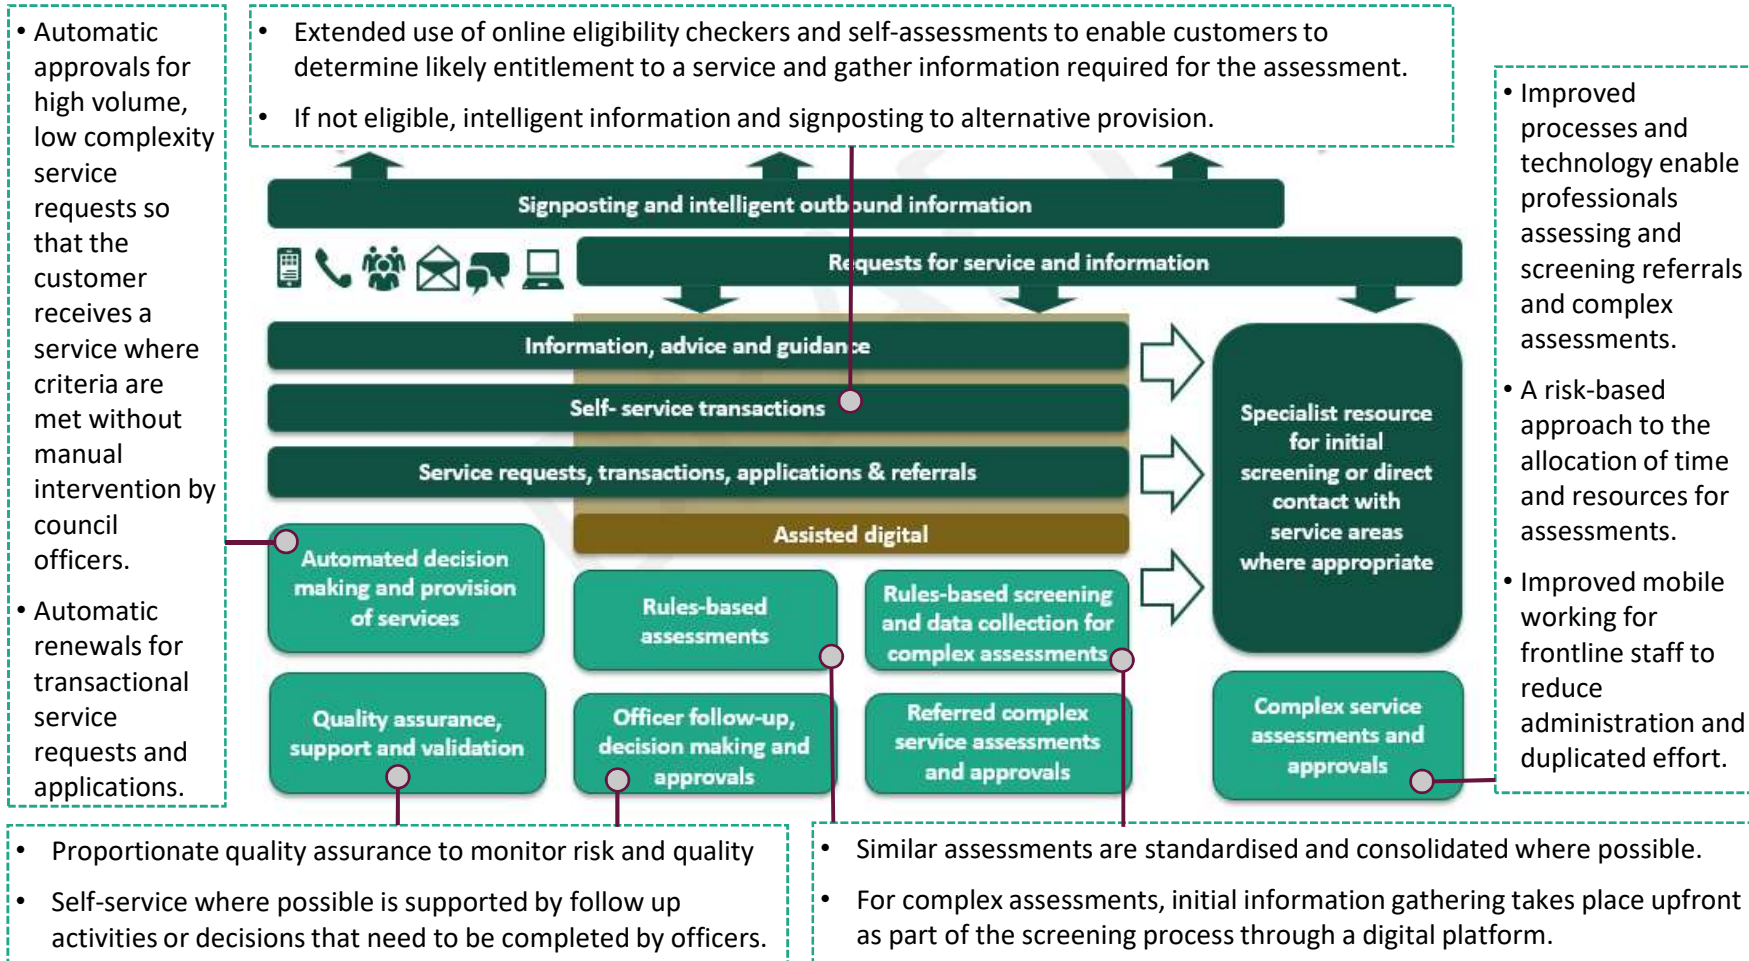 • Automatic
approvals for
high volume,
low complexity
service
requests so
that the
customer
receives a
service where
criteria are
met without
manual
intervention by
council
officers.
• Automatic
renewals for
transactional
service
requests and
applications.
• Extended use of online eligibility checkers and self-assessments to enable customers to
determine likely entitlement to a service and gather information required for the assessment.
• If not eligible, intelligent information and signposting to alternative provision.
Signposting and intelligent outbound information
Requests for service and information
Information, advice and guidance
Self- service transactions
Service requests, transactions, applications & referrals
Assisted digital
Specialist resource
for initial
screening or direct
contact with
service areas
where appropriate
Automated decision
making and provision
of services
Rules-based
assessments
Rules-based screening
and data collection for
complex assessments
Quality assurance,
support and validation
Officer follow-up,
decision making and
approvals
Referred complex
service assessments
and approvals
Complex service
assessments and
approvals
• Improved
processes and
technology enable
professionals
assessing and
screening referrals
and complex
assessments.
• A risk-based
approach to the
allocation of time
and resources for
assessments.
• Improved mobile
working for
frontline staff to
reduce
administration and
duplicated effort.
• Proportionate quality assurance to monitor risk and quality
• Self-service where possible is supported by follow up
activities or decisions that need to be completed by officers.
• Similar assessments are standardised and consolidated where possible.
• For complex assessments, initial information gathering takes place upfront
as part of the screening process through a digital platform.